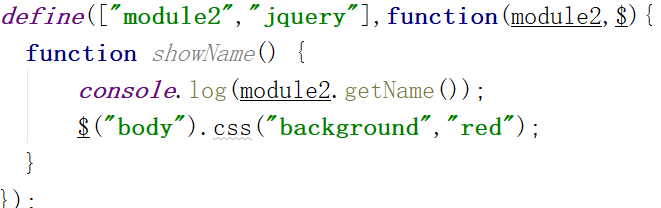 define(["module2","jquery"],function(module2,$){
  function showName() {
      console.log(module2.getName());
      $("body").css("background","red");
  }
});